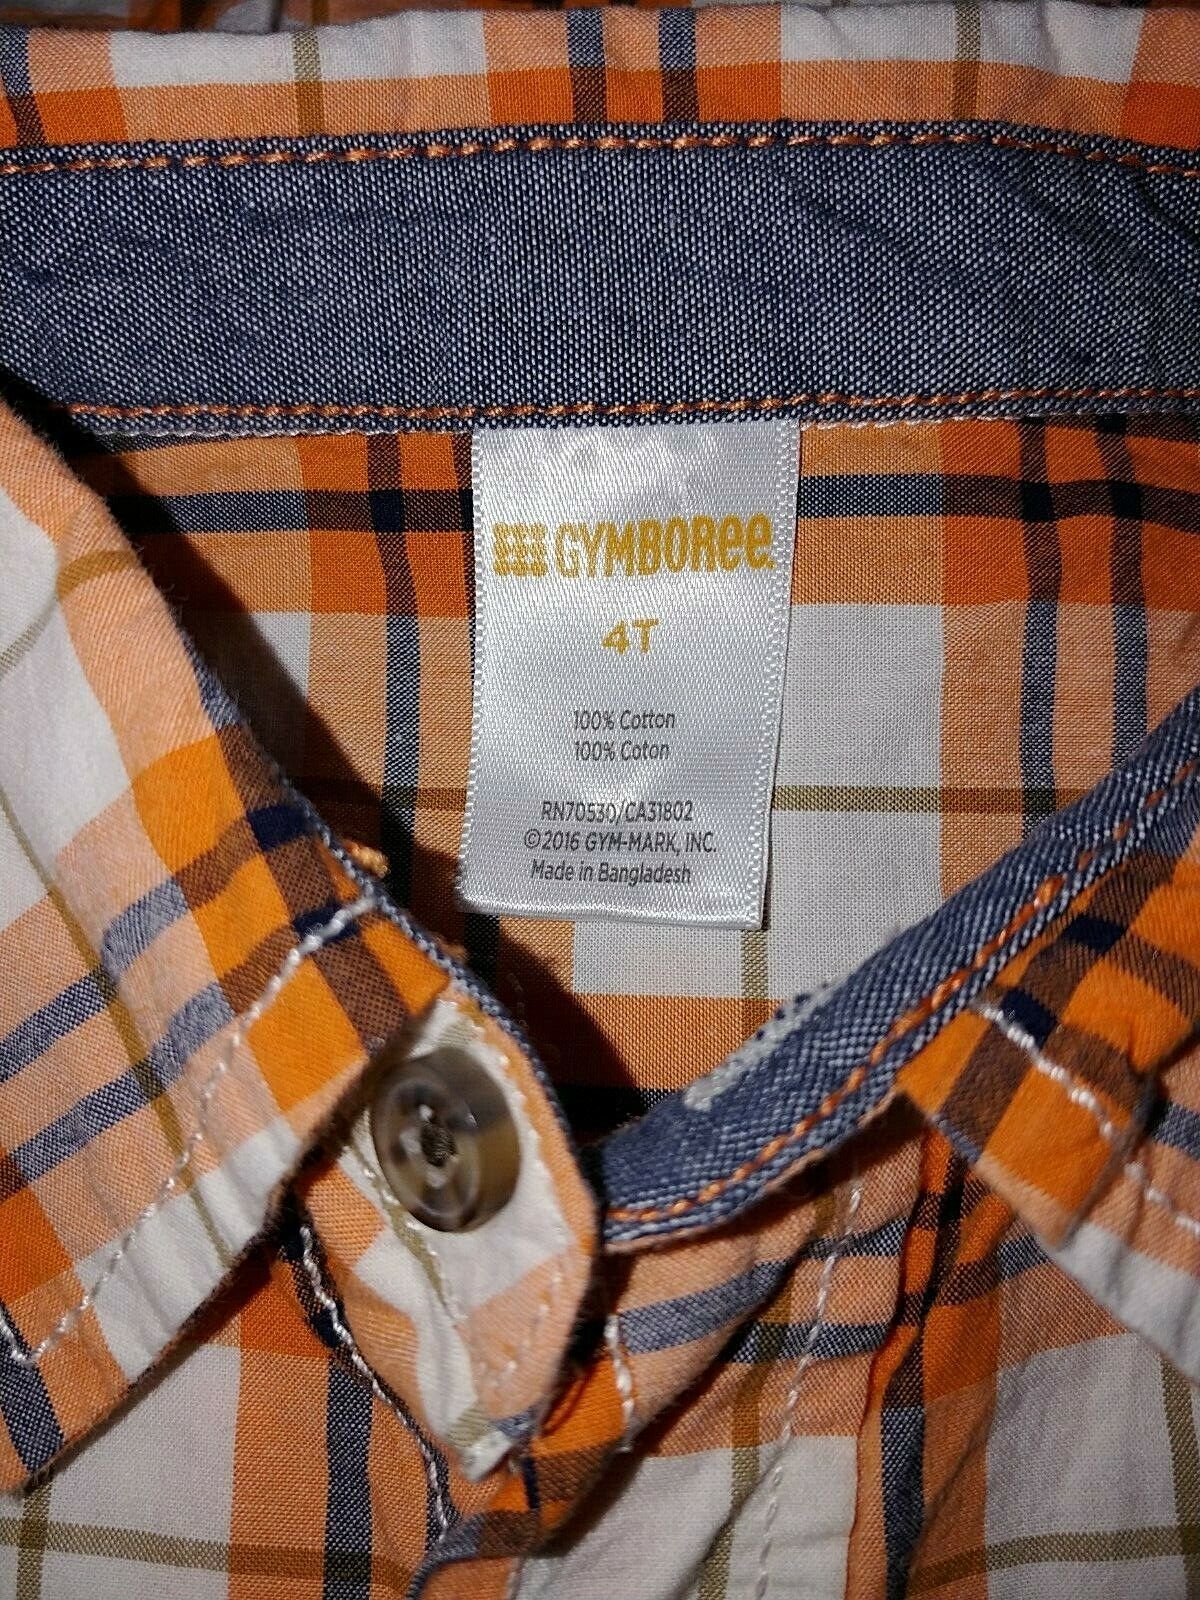 GYMBOREE
4T
100% Cotton
100% Coton
RN70530/CA31802
©2016 GYM-MARK, INC.
Made in Bangladesh